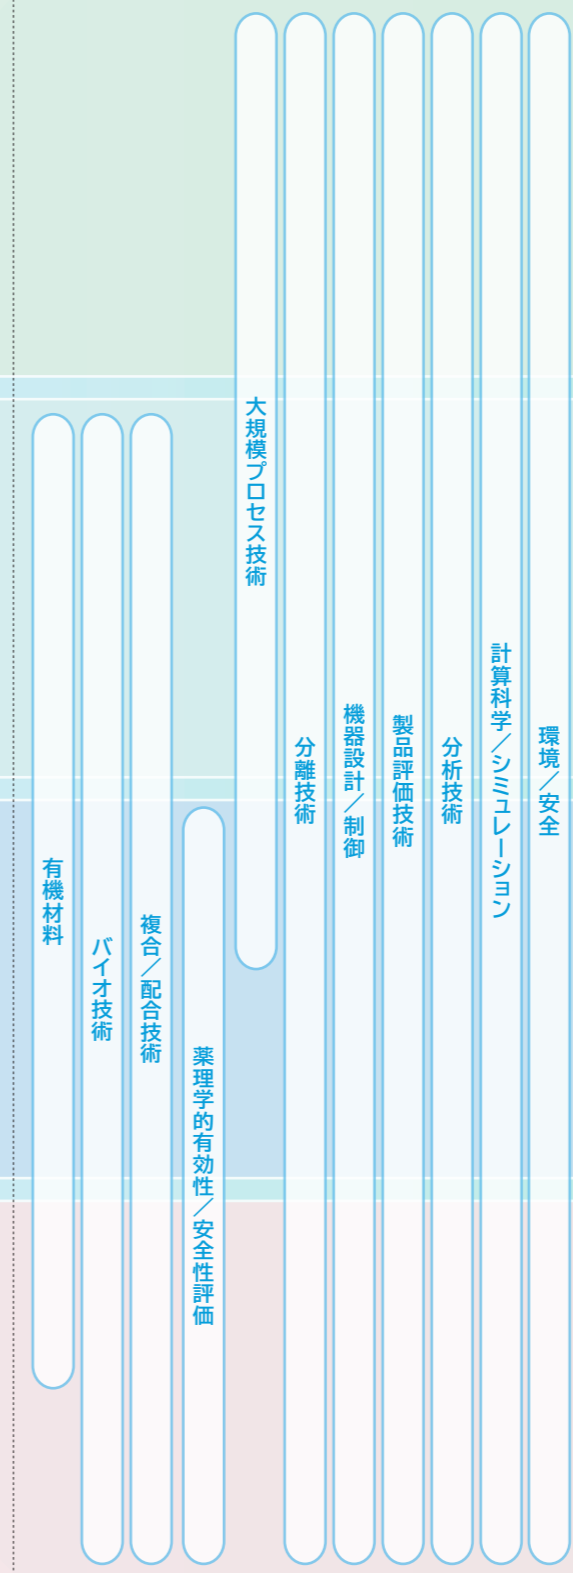 有機材料
バイオ技術
複合／配合技術
薬理学的有効性／安全性評価
大規模プロセス技術
分離技術
機器設計／制御
製品評価技術
分析技術
計算科学／シミュレーション
環境／安全